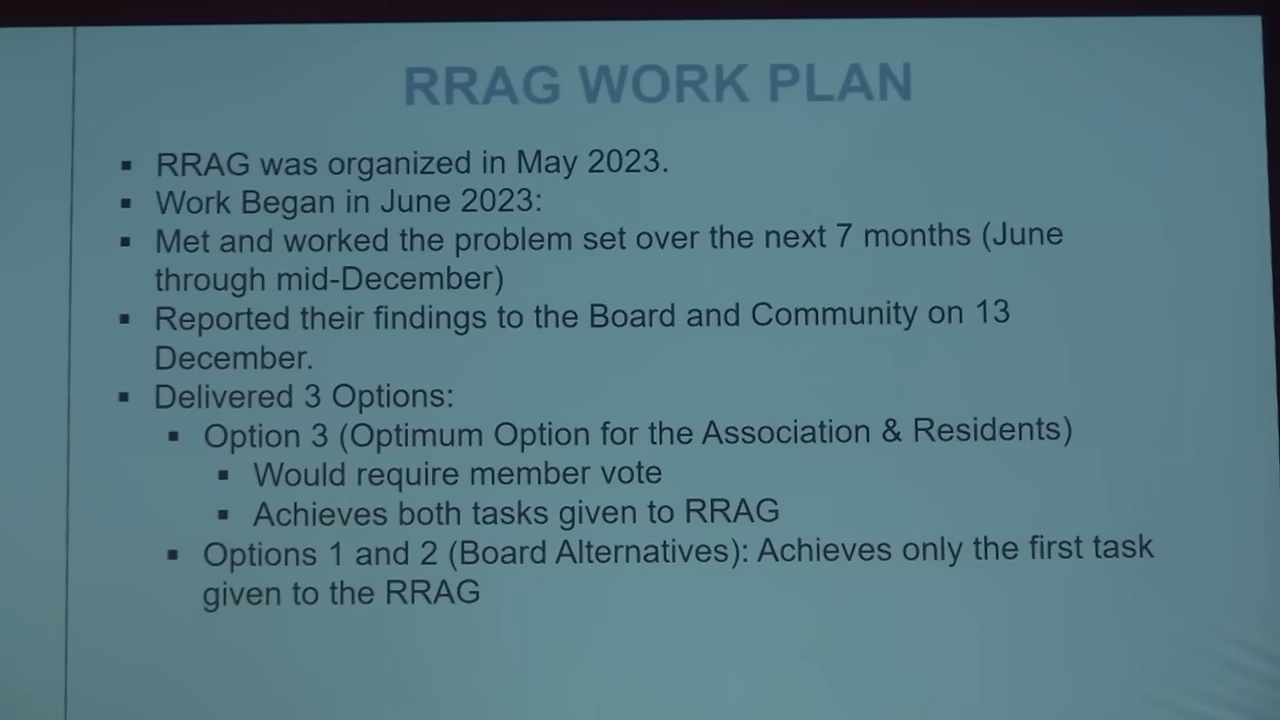 RRAG WORK PLAN
▪ RRAG was organized in May 2023.
▪ Work Began in June 2023:
▪ Met and worked the problem set over the next 7 months (June
through mid-December)
▪ Reported their findings to the Board and Community on 13
December.
▪ Delivered 3 Options:
▪ Option 3 (Optimum Option for the Association & Residents)
▪ Would require member vote
▪ Achieves both tasks given to RRAG
▪ Options 1 and 2 (Board Alternatives): Achieves only the first task
given to the RRAG